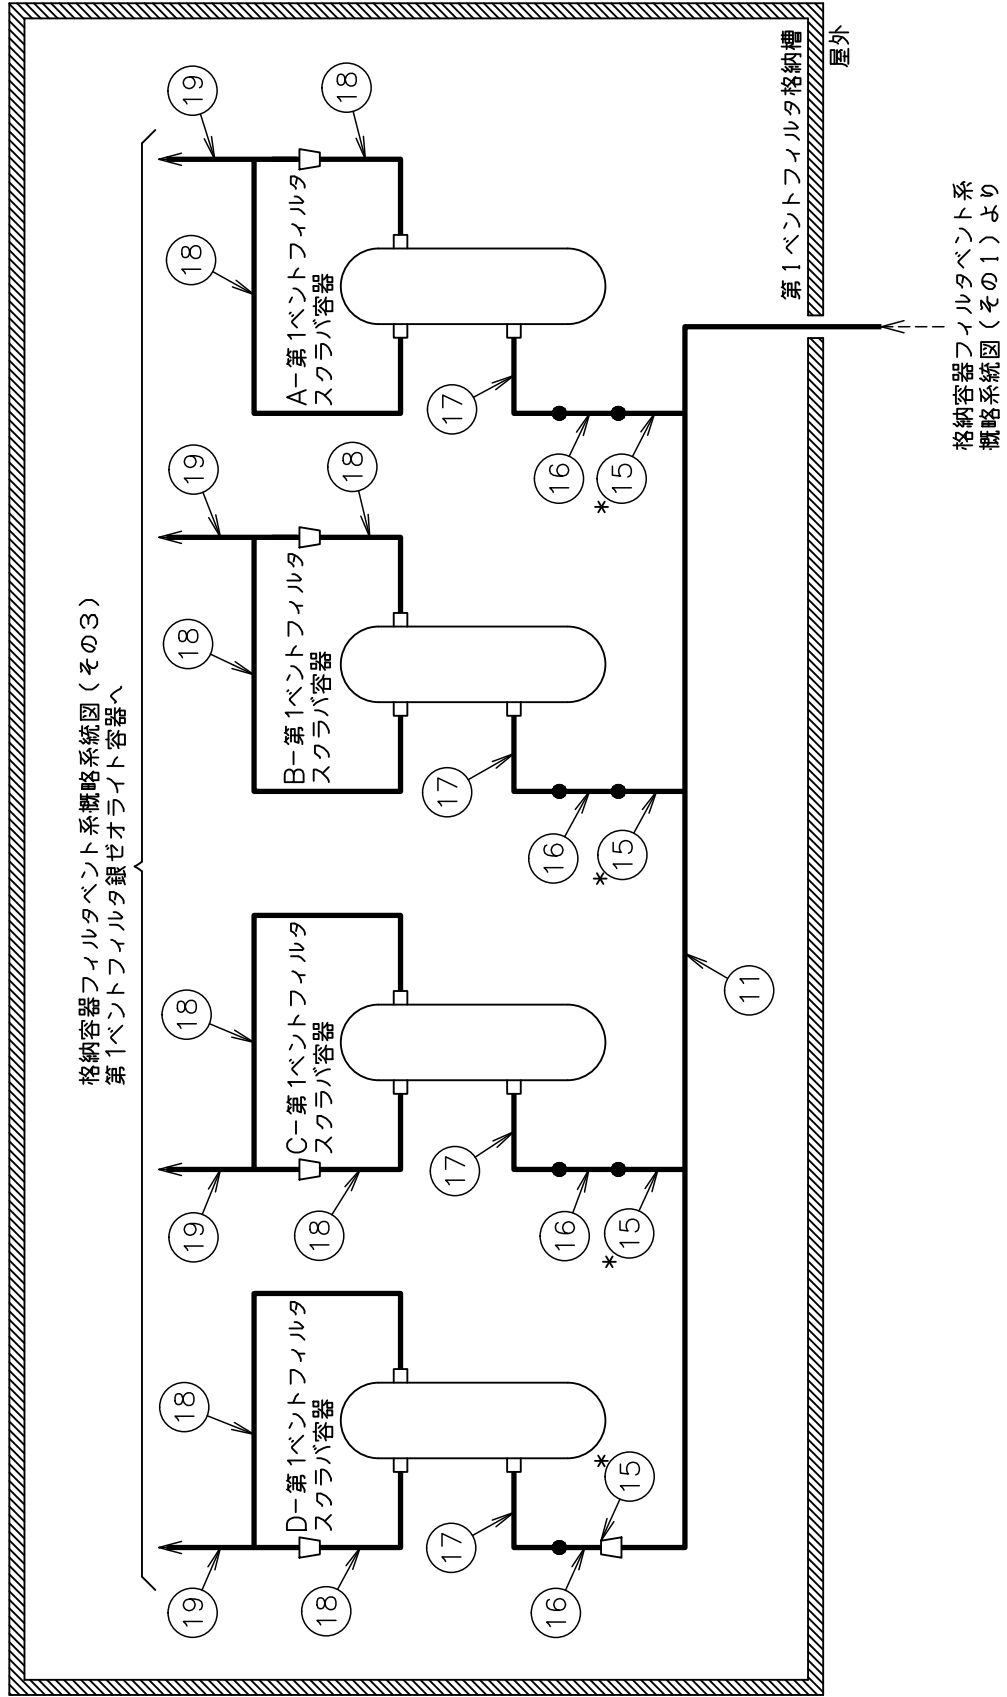 格納容器フィルタベント系概略系統図(その3)
第1ベントフィルタ銀ゼオライト容器へ
19
18
19
18
19
18
19
18
18
18
18
18
D-第1ベントフィルタ
スクラバ容器
C-第1ベントフィルタ
スクラバ容器
B-第1ベントフィルタ
スクラバ容器
A-第1ベントフィルタ
スクラバ容器
17
17
17
17
16
*
15
16
*
15
16
*
15
16
*
15
11
第1ベントフィルタ格納槽
屋外
格納容器フィルタベント系
概略系統図(その1)より